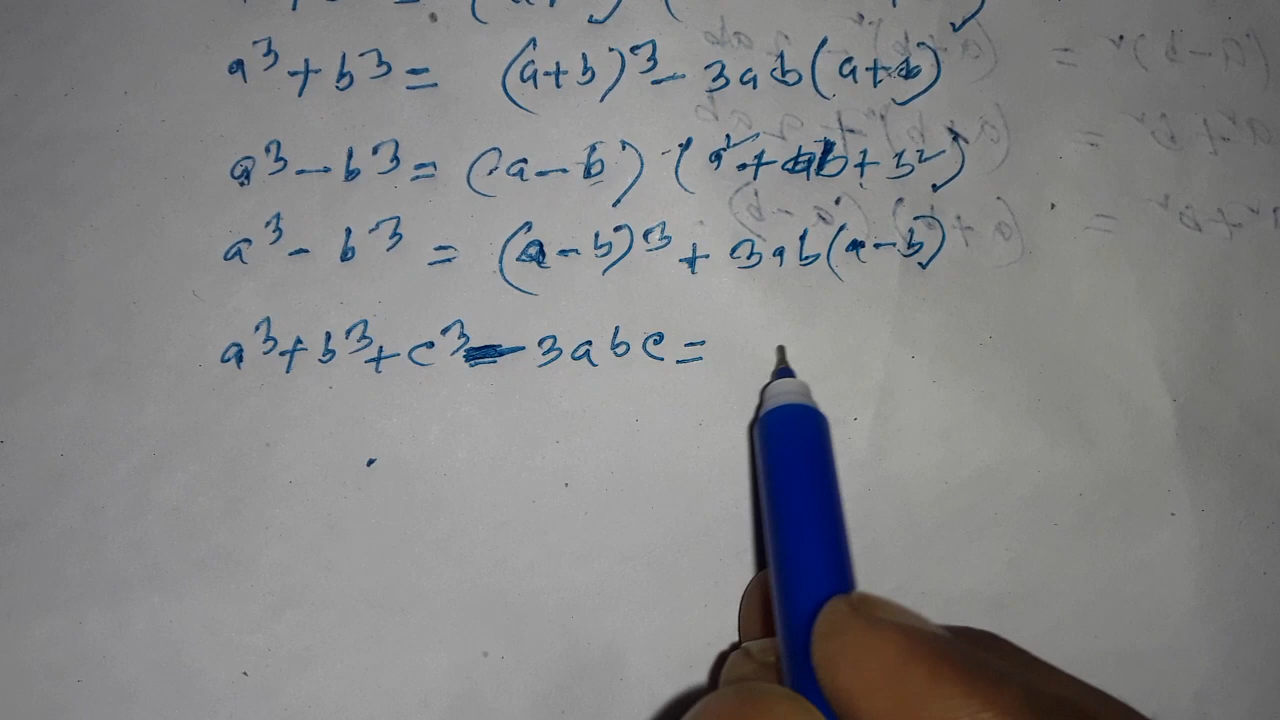 a³+b³= (a+b)³-3ab(a+b)
a³-b³=(a-b) (a²+ab+b²)
a³-b³ = (a-b)³+3ab(a-b)
a³+b³+c³-3abc=